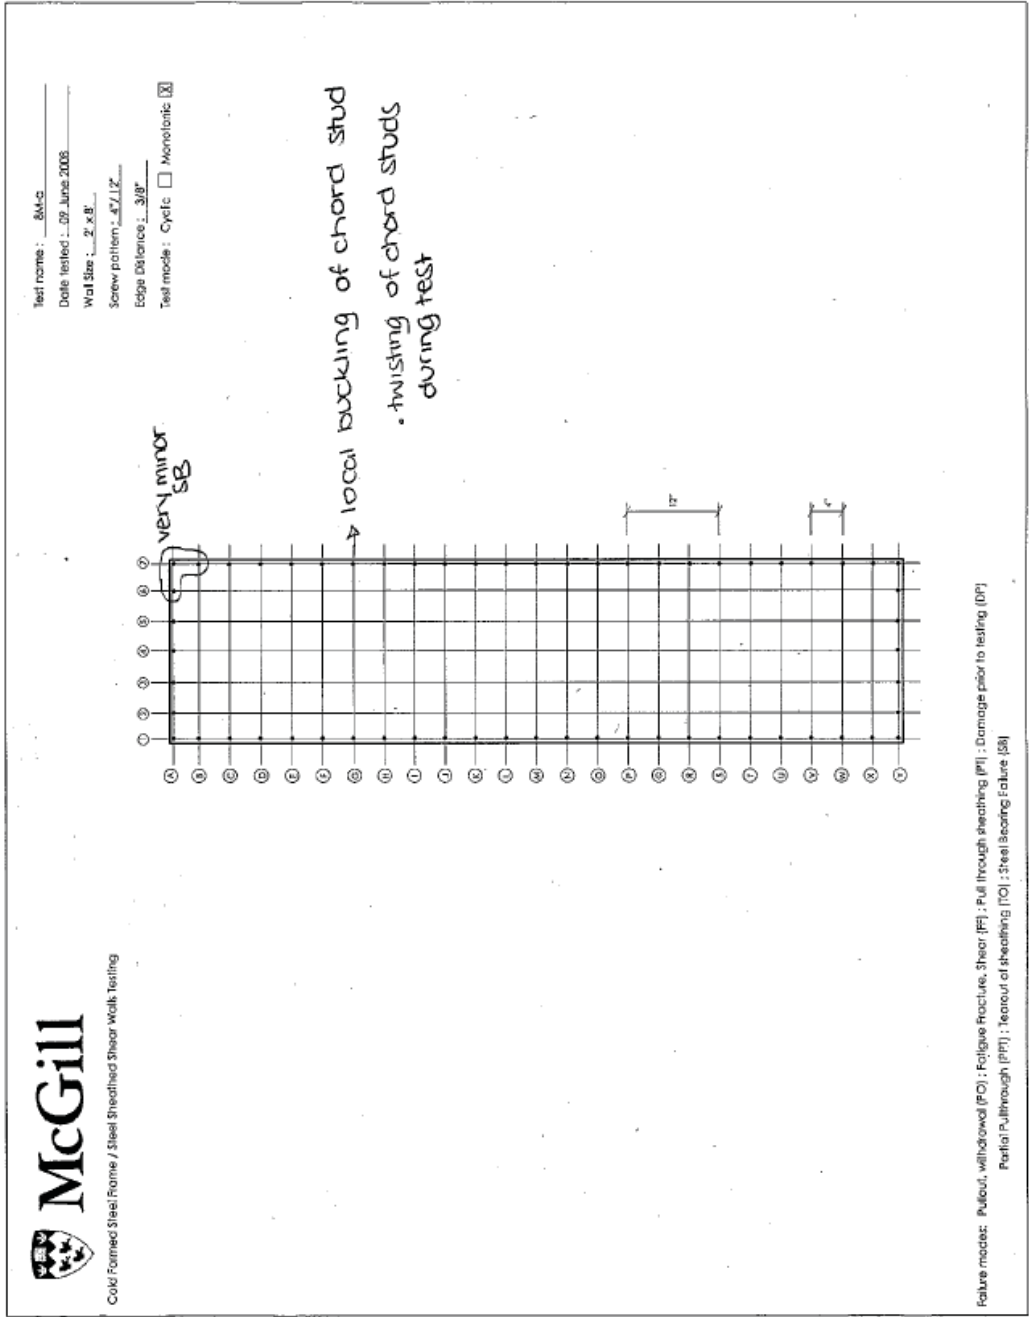 McGill
Cold Formed Steel Frame / Steel Sheathed Shear Walls Testing
Test name : 8M-a
Date tested : 09 June 2008
Wall Size : 2' x 8'
Screw pattern : 4"/12"
Edge Distance : 3/8"
Test mode : Cyclic ☐ Monotonic ☒
very minor
SB
local buckling of chord stud
• twisting of chord studs
during test
1 2 3 4 5 6 7
A
B
C
D
E
F
G
H
I
J
K
L
M
N
O
P
Q
R
S
T
U
V
W
X
Y
12"
4"
Failure modes: Pullout, withdrawal (PO) ; Fatigue Fracture, Shear (FF) ; Pull through sheathing (PT) ; Damage prior to testing (DP)
Partial Pullthrough (PPT) ; Tearout of sheathing (TO) ; Steel Bearing Failure (SB)